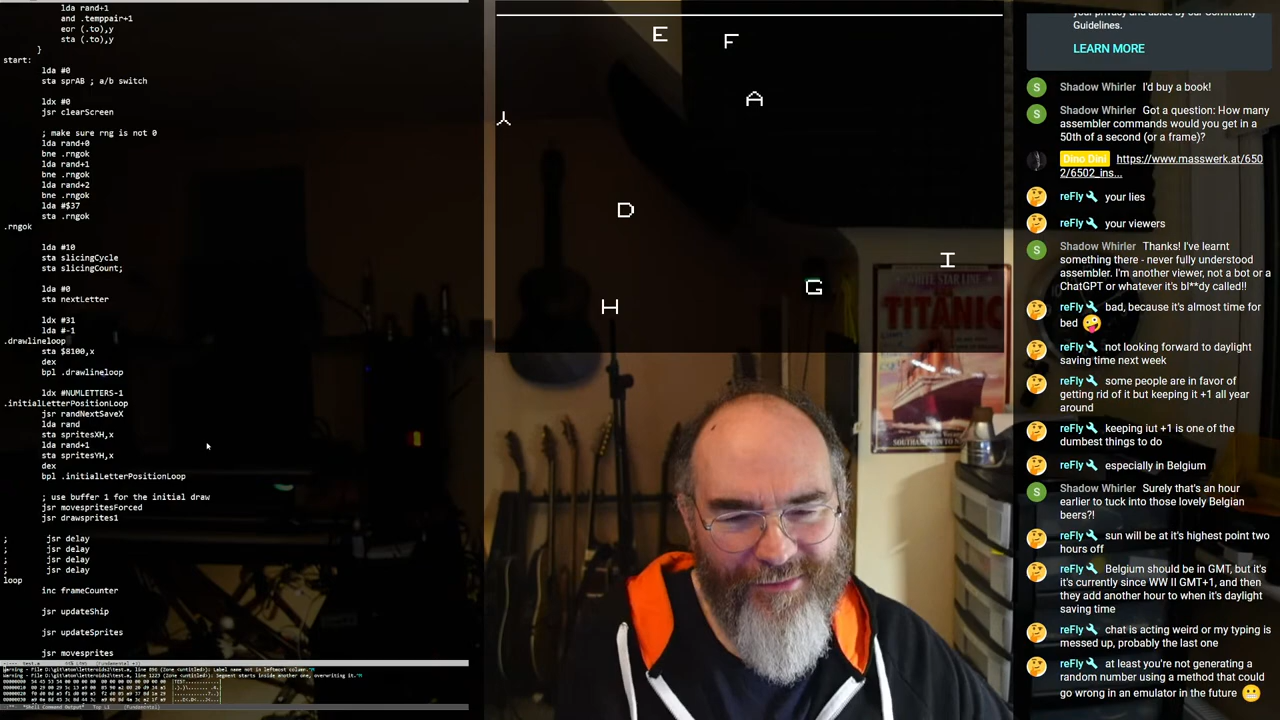 lda rand+1
and .temppair+1
eor (.to),y
sta (.to),y
}
start:
lda #0
sta sprAB ; a/b switch
ldx #0
jsr clearScreen
; make sure rng is not 0
lda rand+0
bne .rngok
lda rand+1
bne .rngok
lda rand+2
bne .rngok
lda #$37
sta .rngok
.rngok
lda #10
sta slicingCycle
sta slicingCount;
lda #0
sta nextLetter
ldx #31
lda #-1
.drawlineloop
sta $8100,x
dex
bpl .drawlineloop
ldx #NUMLETTERS-1
.initialLetterPositionLoop
jsr randNextSaveX
lda rand
sta spritesXH,x
lda rand+1
sta spritesYH,x
dex
bpl .initialLetterPositionLoop
; use buffer 1 for the initial draw
jsr movespritesForced
jsr drawsprites1
; jsr delay
; jsr delay
; jsr delay
; jsr delay
loop
inc frameCounter
jsr updateShip
jsr updateSprites
jsr movesprites
E
F
A
D
I
G
H
WHITE STAR LINE
TITANIC
Guidelines.
LEARN MORE
Shadow Whirler I'd buy a book!
Shadow Whirler Got a question: How many
assembler commands would you get in a
50th of a second (or a frame)?
Dino Dini https://www.masswerk.at/650
2/6502_ins...
reFly your lies
reFly your viewers
Shadow Whirler Thanks! I've learnt
something there - never fully understood
assembler. I'm another viewer, not a bot or a
ChatGPT or whatever it's bl**dy called!!
reFly bad, because it's almost time for
bed
reFly not looking forward to daylight
saving time next week
reFly some people are in favor of
getting rid of it but keeping it +1 all year
around
reFly keeping iut +1 is one of the
dumbest things to do
reFly especially in Belgium
Shadow Whirler Surely that's an hour
earlier to tuck into those lovely Belgian
beers?!
reFly sun will be at it's highest point two
hours off
reFly Belgium should be in GMT, but it's
it's currently since WW II GMT+1, and then
they add another hour to when it's daylight
saving time
reFly chat is acting weird or my typing is
messed up, probably the last one
reFly at least you're not generating a
random number using a method that could
go wrong in an emulator in the future